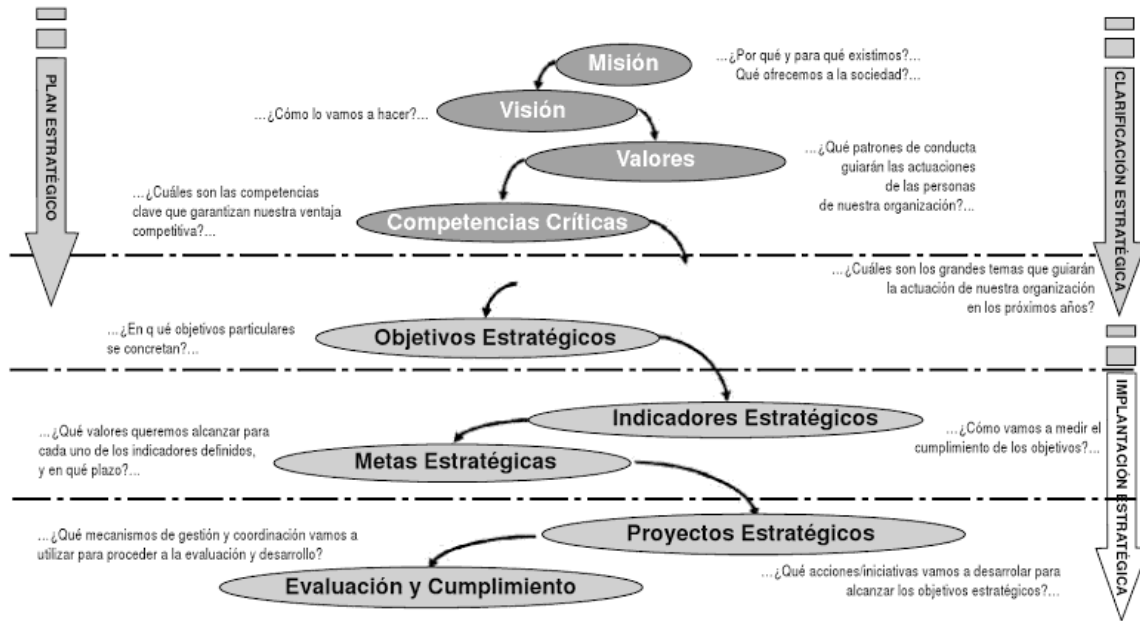 PLAN ESTRATÉGICO
CLARIFICACIÓN ESTRATÉGICA
Misión
...¿Por qué y para qué existimos?...
Qué ofrecemos a la sociedad?...
Visión
...¿Cómo lo vamos a hacer?...
Valores
...¿Qué patrones de conducta
guiarán las actuaciones
de las personas
de nuestra organización?...
...¿Cuáles son las competencias
clave que garantizan nuestra ventaja
competitiva?...
Competencias Críticas
...¿Cuáles son los grandes temas que guiarán
la actuación de nuestra organización
en los próximos años?
...¿En q ué objetivos particulares
se concretan?...
Objetivos Estratégicos
IMPLANTACIÓN ESTRATÉGICA
Indicadores Estratégicos
...¿Cómo vamos a medir el
cumplimiento de los objetivos?...
...¿Qué valores queremos alcanzar para
cada uno de los indicadores definidos,
y en qué plazo?...
Metas Estratégicas
Proyectos Estratégicos
...¿Qué mecanismos de gestión y coordinación vamos a
utilizar para proceder a la evaluación y desarrollo?
...¿Qué acciones/iniciativas vamos a desarrolar para
alcanzar los objetivos estratégicos?...
Evaluación y Cumplimiento